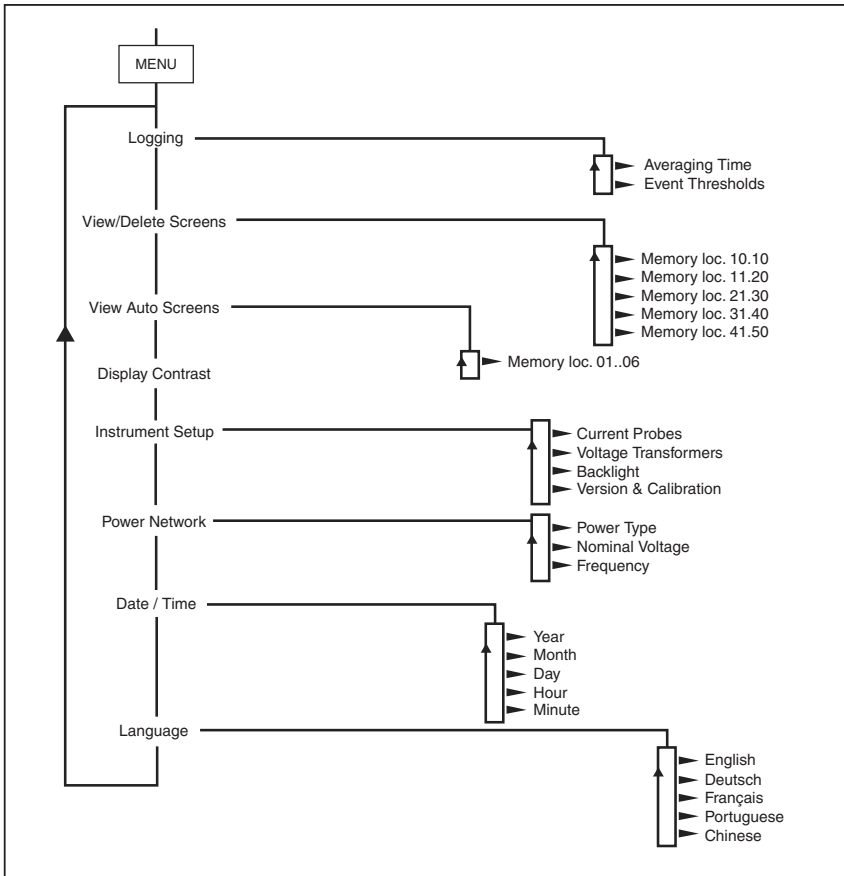 MENU
Logging
Averaging Time
Event Thresholds
View/Delete Screens
Memory loc. 10.10
Memory loc. 11.20
Memory loc. 21.30
Memory loc. 31.40
Memory loc. 41.50
View Auto Screens
Memory loc. 01..06
Display Contrast
Instrument Setup
Current Probes
Voltage Transformers
Backlight
Version & Calibration
Power Network
Power Type
Nominal Voltage
Frequency
Date / Time
Year
Month
Day
Hour
Minute
Language
English
Deutsch
Français
Portuguese
Chinese